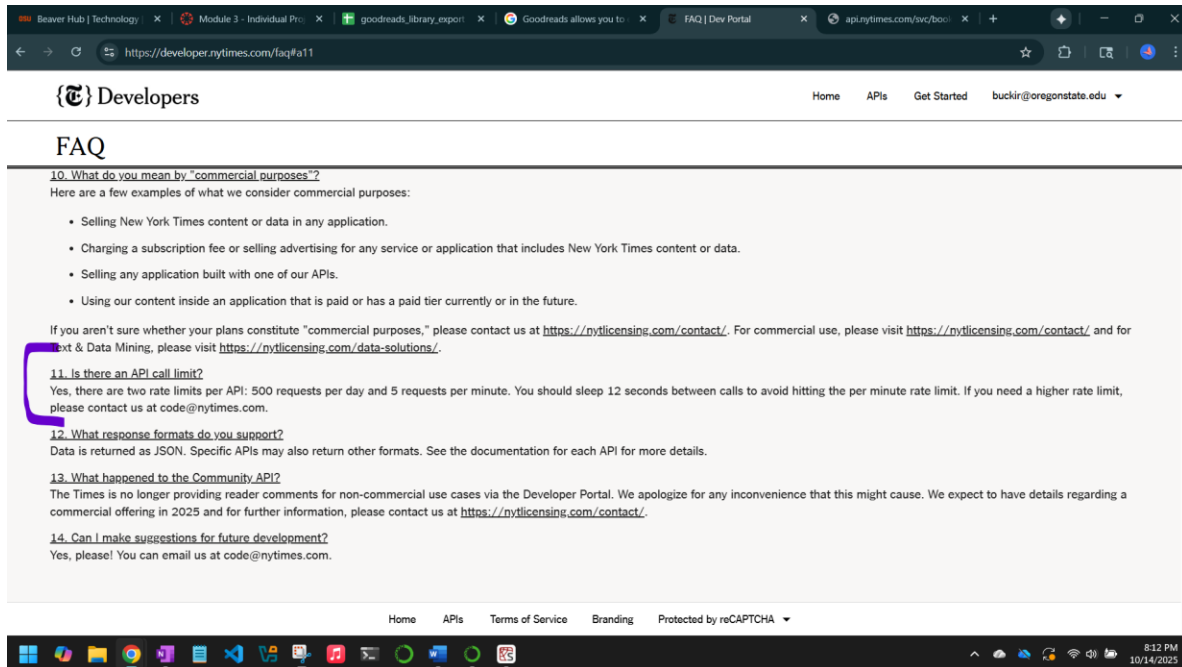 Beaver Hub | Technology
Module 3 - Individual Proj
goodreads_library_export
Goodreads allows you to
FAQ | Dev Portal
api.nytimes.com/svc/boo
https://developer.nytimes.com/faq#a11
{T} Developers
Home APIs Get Started buckir@oregonstate.edu
FAQ
10. What do you mean by "commercial purposes"?
Here are a few examples of what we consider commercial purposes:
• Selling New York Times content or data in any application.
• Charging a subscription fee or selling advertising for any service or application that includes New York Times content or data.
• Selling any application built with one of our APIs.
• Using our content inside an application that is paid or has a paid tier currently or in the future.
If you aren't sure whether your plans constitute "commercial purposes," please contact us at https://nytlicensing.com/contact/. For commercial use, please visit https://nytlicensing.com/contact/ and for
Text & Data Mining, please visit https://nytlicensing.com/data-solutions/.
11. Is there an API call limit?
Yes, there are two rate limits per API: 500 requests per day and 5 requests per minute. You should sleep 12 seconds between calls to avoid hitting the per minute rate limit. If you need a higher rate limit,
please contact us at code@nytimes.com.
12. What response formats do you support?
Data is returned as JSON. Specific APIs may also return other formats. See the documentation for each API for more details.
13. What happened to the Community API?
The Times is no longer providing reader comments for non-commercial use cases via the Developer Portal. We apologize for any inconvenience that this might cause. We expect to have details regarding a
commercial offering in 2025 and for further information, please contact us at https://nytlicensing.com/contact/.
14. Can I make suggestions for future development?
Yes, please! You can email us at code@nytimes.com.
Home APIs Terms of Service Branding Protected by reCAPTCHA
8:12 PM
10/14/2025